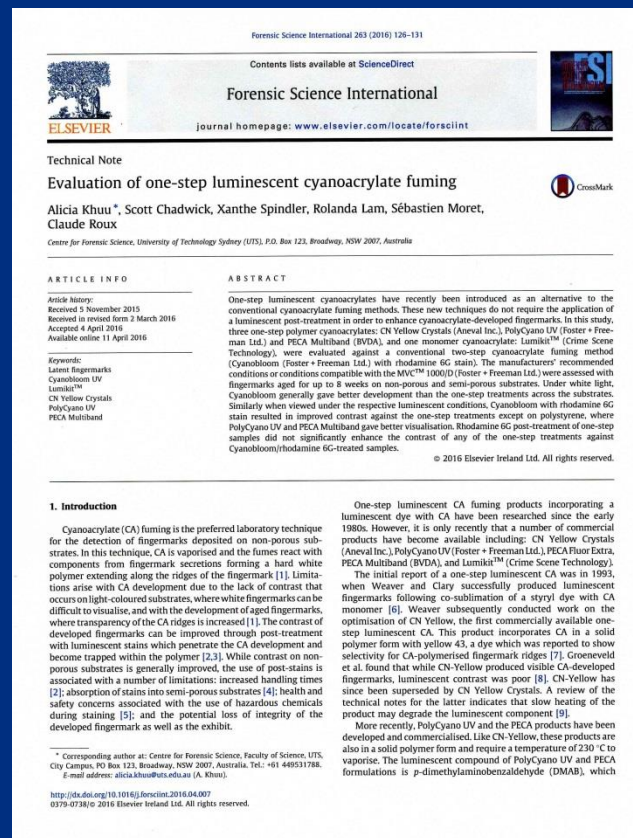 Forensic Science International 263 (2016) 126–131
Contents lists available at ScienceDirect
Forensic Science International
journal homepage: www.elsevier.com/locate/forsciint
ELSEVIER
FSI
Technical Note
Evaluation of one-step luminescent cyanoacrylate fuming
CrossMark
Alicia Khuu*, Scott Chadwick, Xanthe Spindler, Rolanda Lam, Sébastien Moret,
Claude Roux
Centre for Forensic Science, University of Technology Sydney (UTS), P.O. Box 123, Broadway, NSW 2007, Australia
ARTICLE INFO
Article history:
Received 5 November 2015
Received in revised form 2 March 2016
Accepted 4 April 2016
Available online 11 April 2016
Keywords:
Latent fingermarks
Cyanobloom UV
Lumikit™
CN Yellow Crystals
PolyCyano UV
PECA Multiband
ABSTRACT
One-step luminescent cyanoacrylates have recently been introduced as an alternative to the
conventional cyanoacrylate fuming methods. These new techniques do not require the application of
a luminescent post-treatment in order to enhance cyanoacrylate-developed fingermarks. In this study,
three one-step polymer cyanoacrylates: CN Yellow Crystals (Aneval Inc.), PolyCyano UV (Foster + Free-
man Ltd.) and PECA Multiband (BVDA), and one monomer cyanoacrylate: Lumikit™ (Crime Scene
Technology), were evaluated against a conventional two-step cyanoacrylate fuming method
(Cyanobloom (Foster + Freeman Ltd.) with rhodamine 6G stain). The manufacturers' recommended
conditions or conditions compatible with the MVC™ 1000/D (Foster + Freeman Ltd.) were assessed with
fingermarks aged for up to 8 weeks on non-porous and semi-porous substrates. Under white light,
Cyanobloom generally gave better development than the one-step treatments across the substrates.
Similarly when viewed under the respective luminescent conditions, Cyanobloom with rhodamine 6G
stain resulted in improved contrast against the one-step treatments except on polystyrene, where
PolyCyano UV and PECA Multiband gave better visualisation. Rhodamine 6G post-treatment of one-step
samples did not significantly enhance the contrast of any of the one-step treatments against
Cyanobloom/rhodamine 6G-treated samples.
© 2016 Elsevier Ireland Ltd. All rights reserved.
1. Introduction
Cyanoacrylate (CA) fuming is the preferred laboratory technique
for the detection of fingermarks deposited on non-porous sub-
strates. In this technique, CA is vaporised and the fumes react with
components from fingermark secretions forming a hard white
polymer extending along the ridges of the fingermark [1]. Limita-
tions arise with CA development due to the lack of contrast that
occurs on light-coloured substrates, where white fingermarks can be
difficult to visualise, and with the development of aged fingermarks,
where transparency of the CA ridges is increased [1]. The contrast of
developed fingermarks can be improved through post-treatment
with luminescent stains which penetrate the CA development and
become trapped within the polymer [2,3]. While contrast on non-
porous substrates is generally improved, the use of post-stains is
associated with a number of limitations: increased handling times
[2]; absorption of stains into semi-porous substrates [4]; health and
safety concerns associated with the use of hazardous chemicals
during staining [5]; and the potential loss of integrity of the
developed fingermark as well as the exhibit.
* Corresponding author at: Centre for Forensic Science, Faculty of Science, UTS,
City Campus, PO Box 123, Broadway, NSW 2007, Australia. Tel.: +61 449531788.
E-mail address: alicia.khuu@uts.edu.au (A. Khuu).
http://dx.doi.org/10.1016/j.forsciint.2016.04.007
0379-0738/© 2016 Elsevier Ireland Ltd. All rights reserved.
One-step luminescent CA fuming products incorporating a
luminescent dye with CA have been researched since the early
1980s. However, it is only recently that a number of commercial
products have become available including: CN Yellow Crystals
(Aneval Inc.), PolyCyano UV (Foster + Freeman Ltd.), PECA Fluor Extra,
PECA Multiband (BVDA), and Lumikit™ (Crime Scene Technology).
The initial report of a one-step luminescent CA was in 1993,
when Weaver and Clary successfully produced luminescent
fingermarks following co-sublimation of a styryl dye with CA
monomer [6]. Weaver subsequently conducted work on the
optimisation of CN Yellow, the first commercially available one-
step luminescent CA. This product incorporates CA in a solid
polymer form with yellow 43, a dye which was reported to show
selectivity for CA-polymerised fingermark ridges [7]. Groeneveld
et al. found that while CN-Yellow produced visible CA-developed
fingermarks, luminescent contrast was poor [8]. CN-Yellow has
since been superseded by CN Yellow Crystals. A review of the
technical notes for the latter indicates that slow heating of the
product may degrade the luminescent component [9].
More recently, PolyCyano UV and the PECA products have been
developed and commercialised. Like CN-Yellow, these products are
also in a solid polymer form and require a temperature of 230 °C to
vaporise. The luminescent compound of PolyCyano UV and PECA
formulations is p-dimethylaminobenzaldehyde (DMAB), which